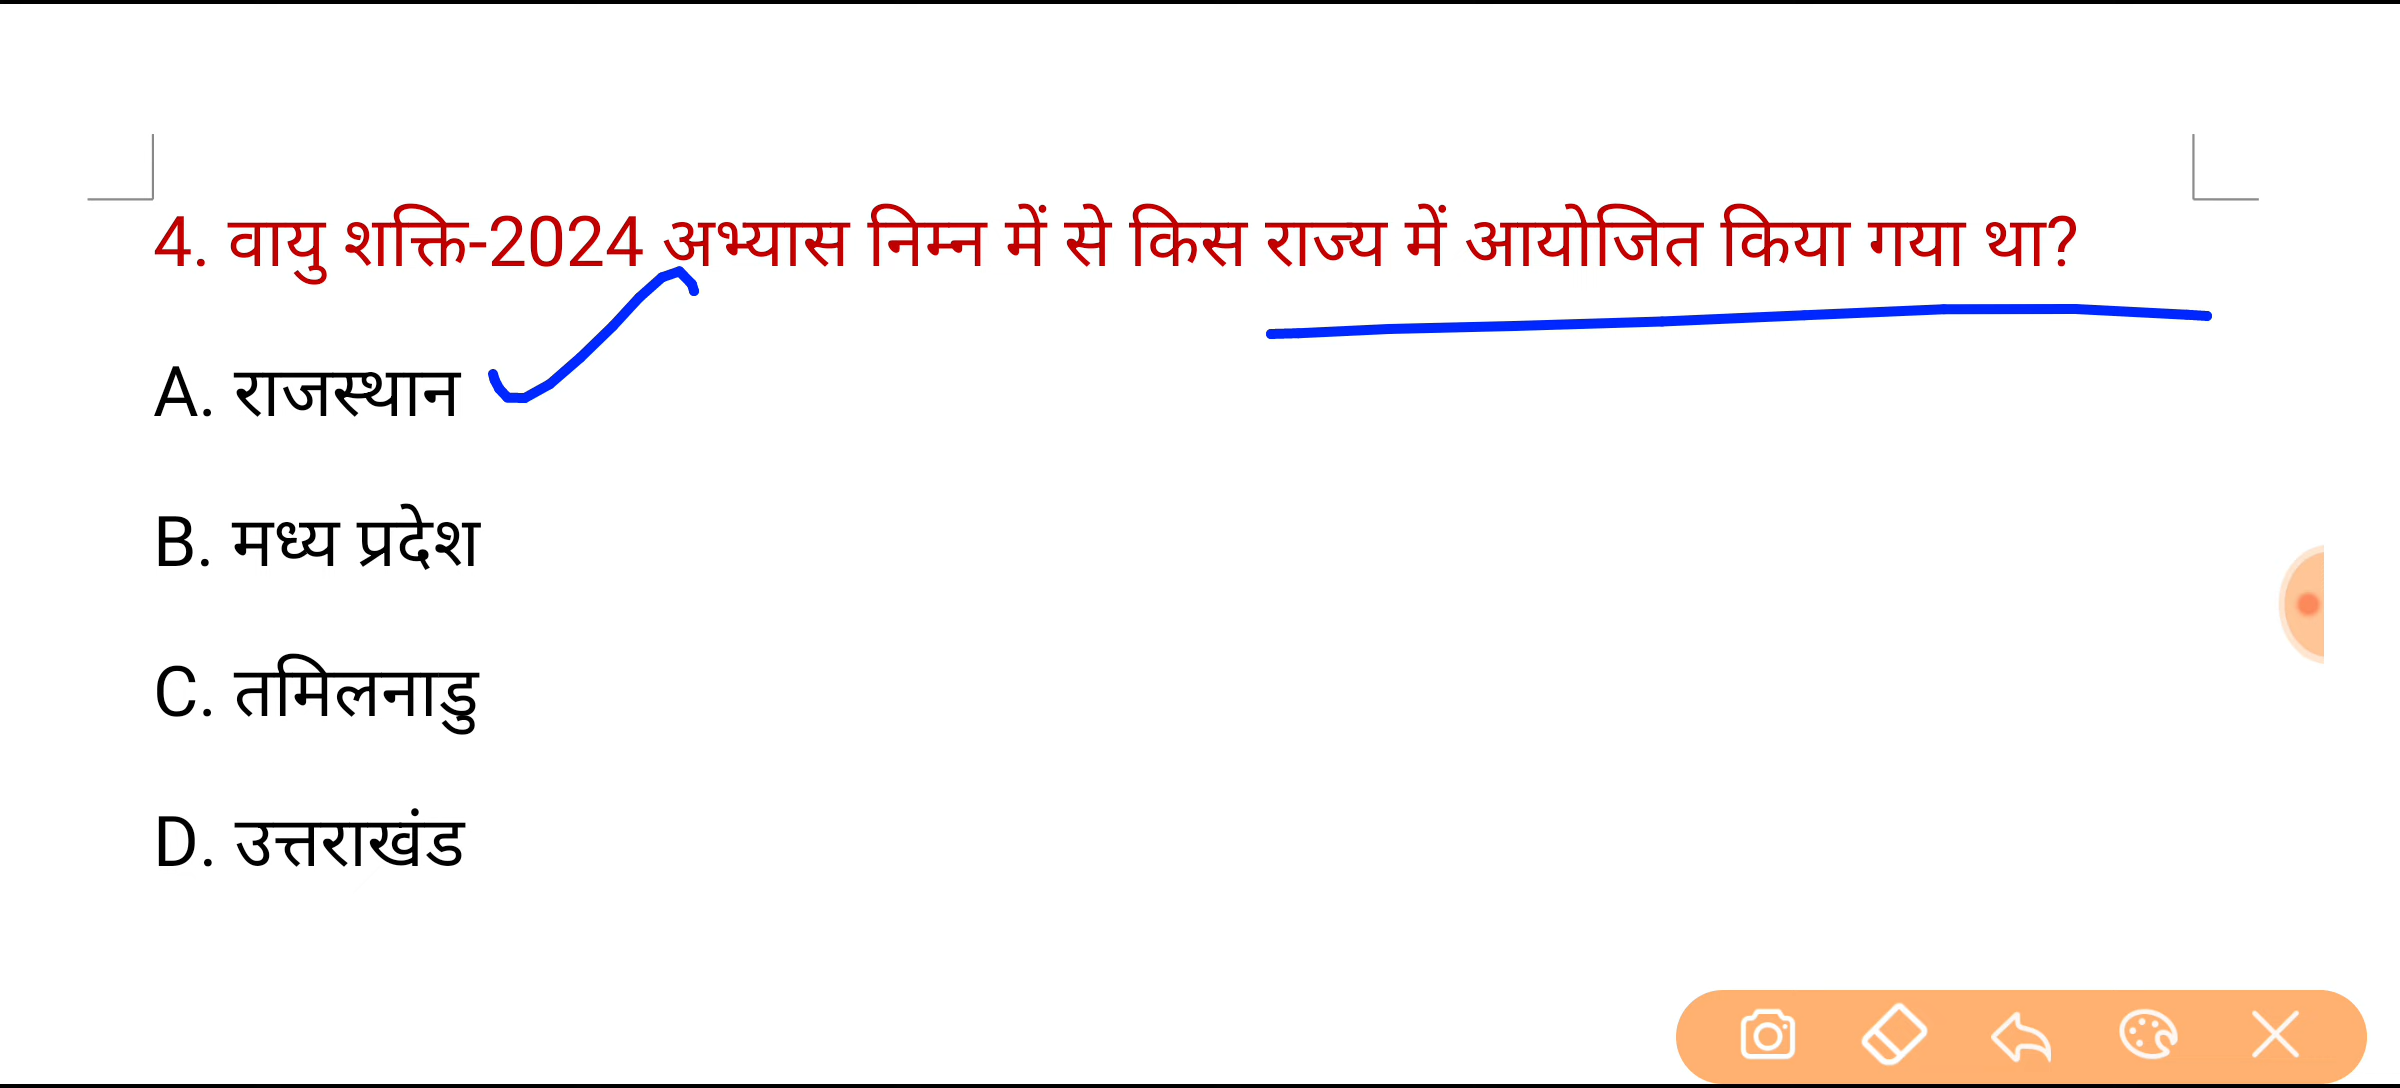 4. वायु शक्ति-2024 अभ्यास निम्न में से किस राज्य में आयोजित किया गया था?
A. राजस्थान
B. मध्य प्रदेश
C. तमिलनाडु
D. उत्तराखंड